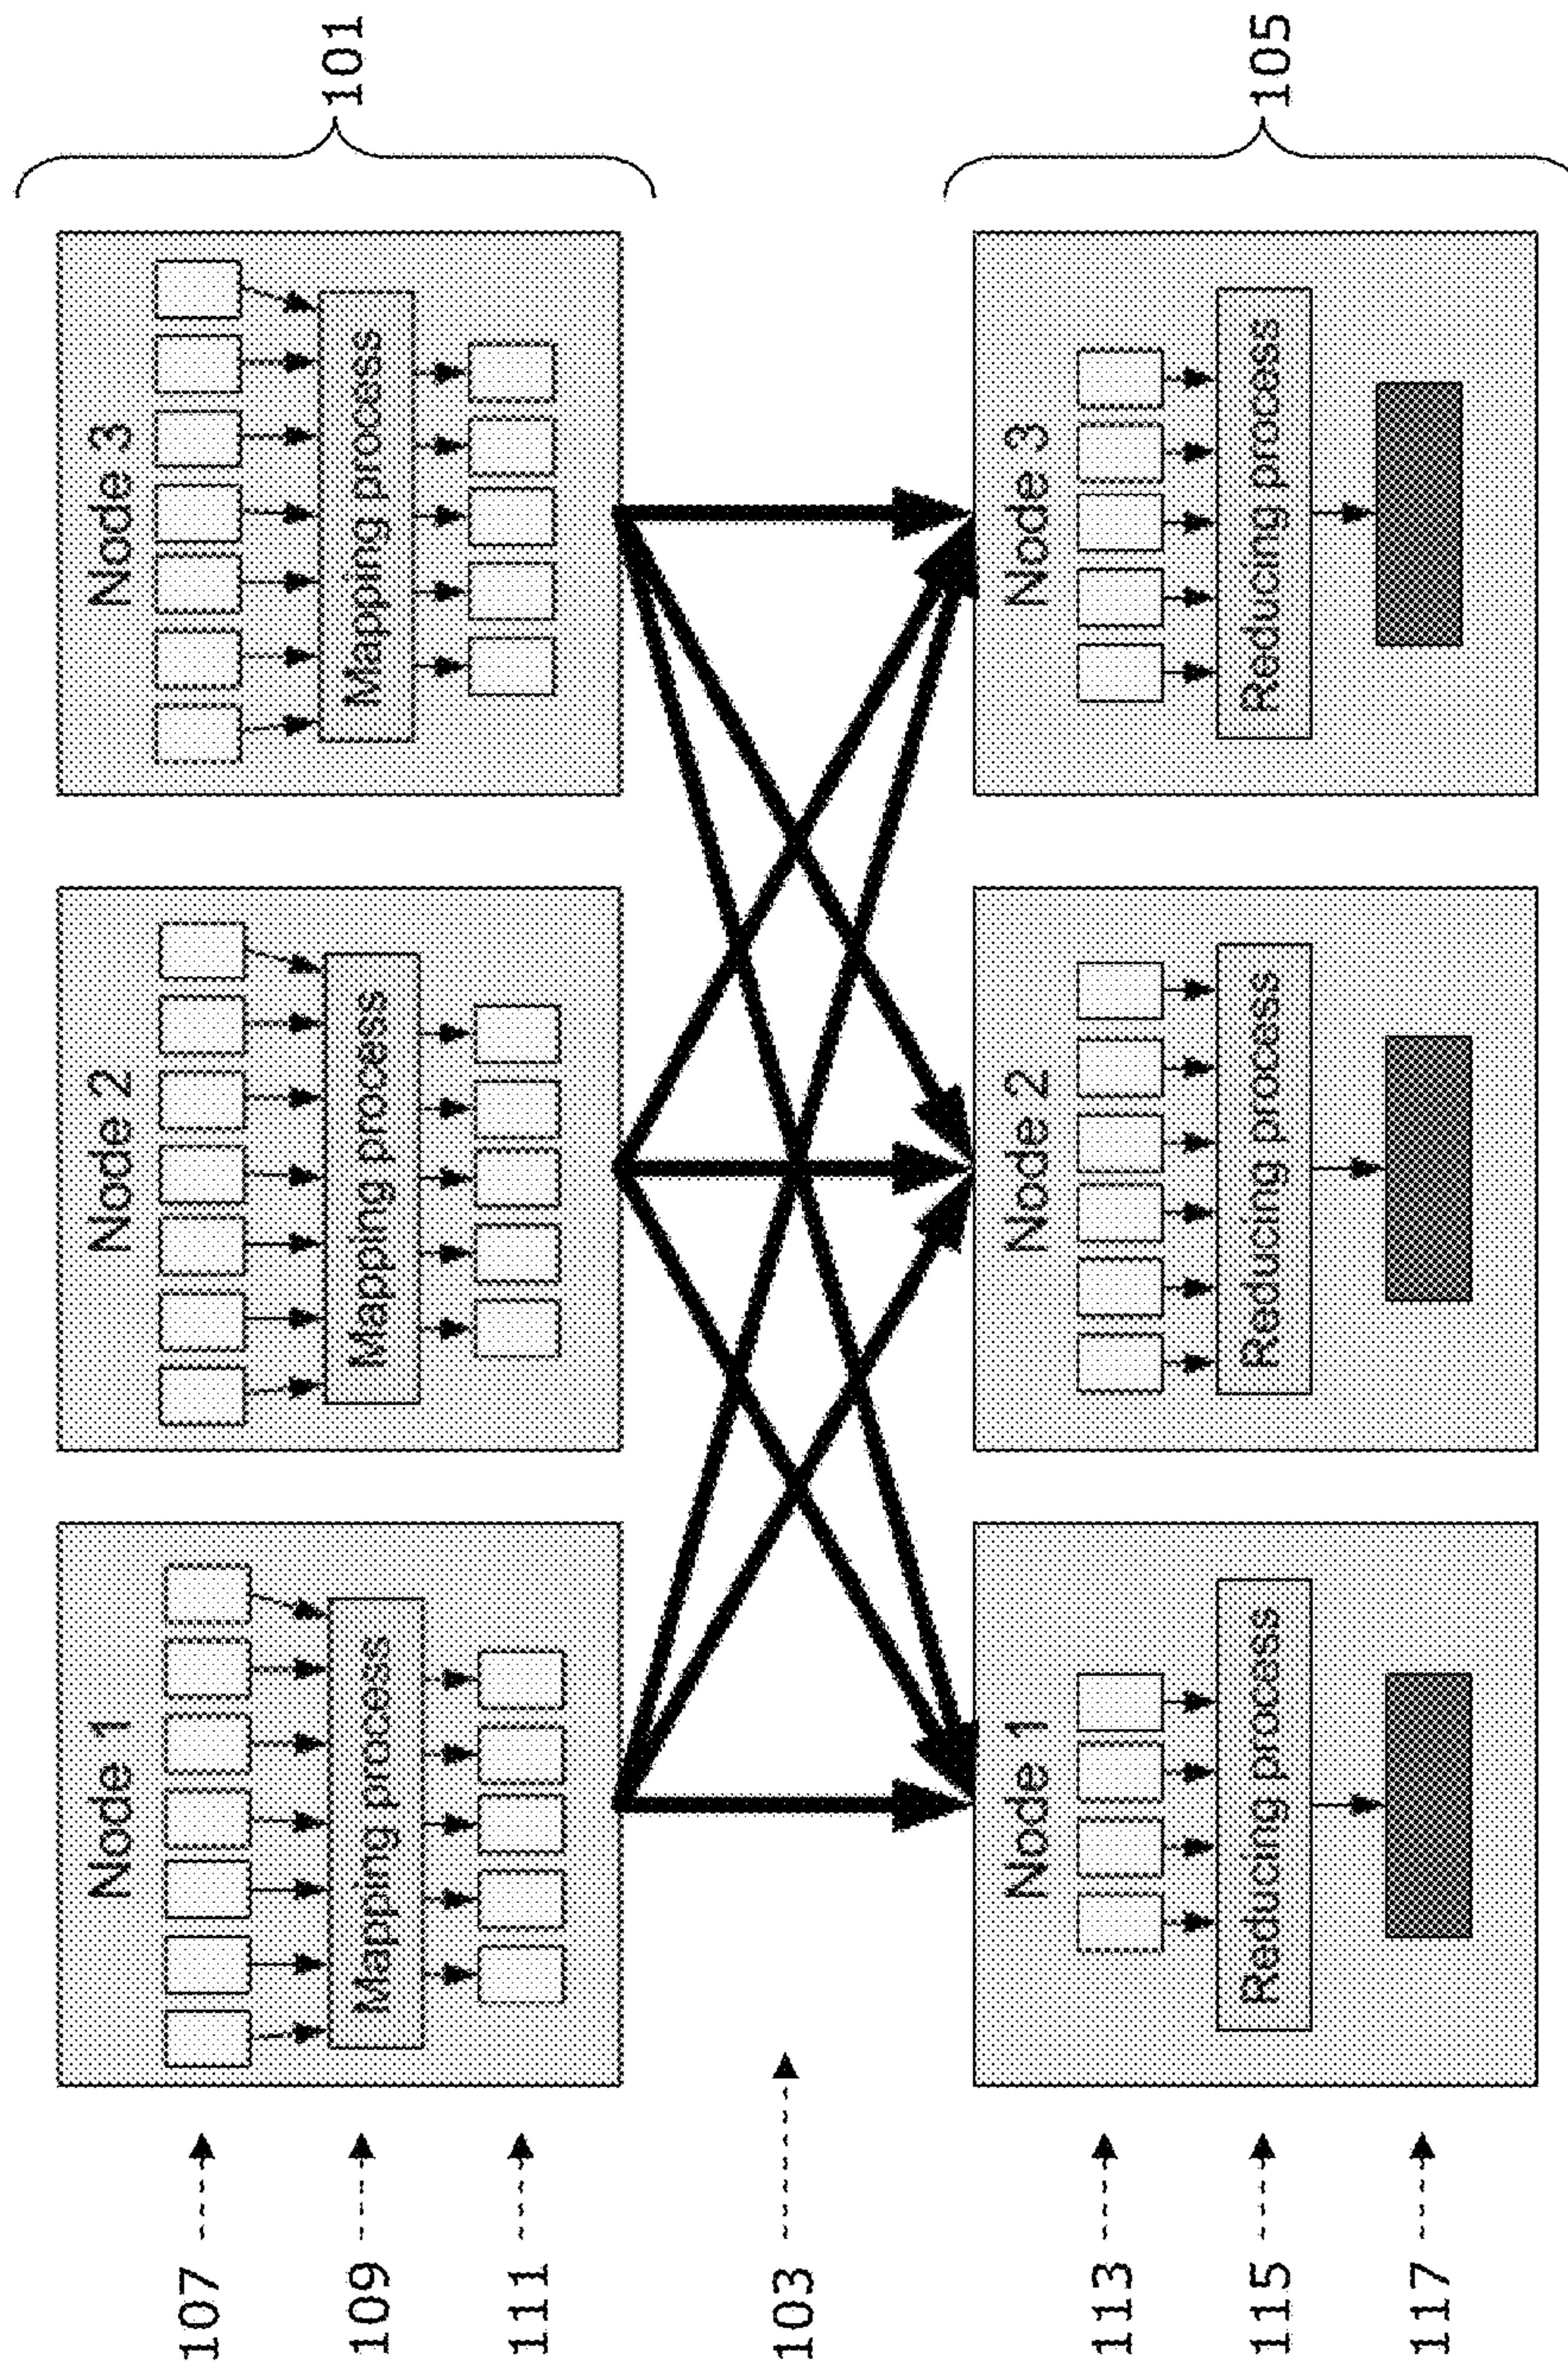 Node 1
Node 2
Node 3
101
107
109
Mapping process
Mapping process
Mapping process
111
103
Node 1
Node 2
Node 3
105
113
115
Reducing process
Reducing process
Reducing process
117